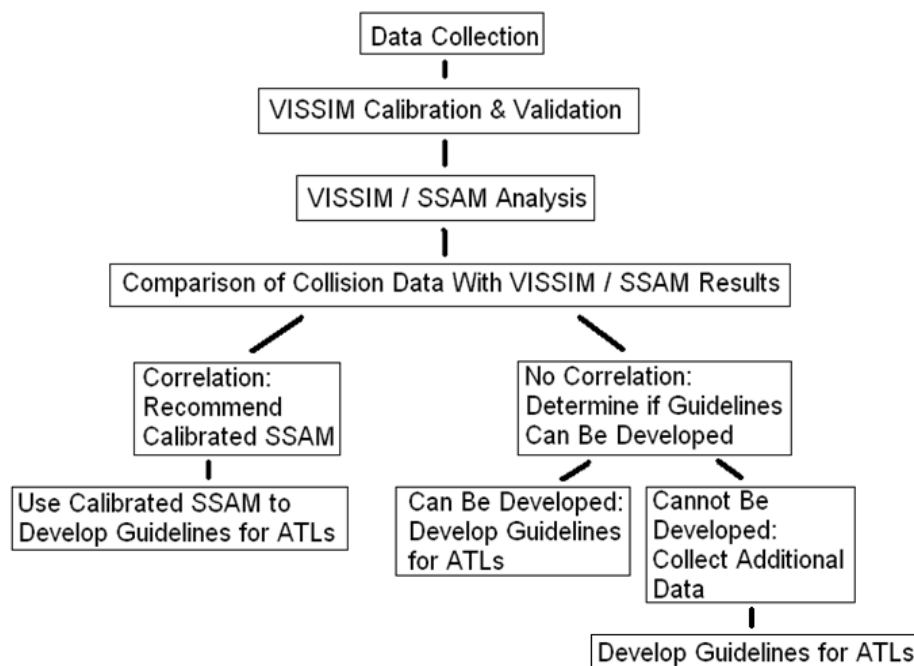 Data Collection
VISSIM Calibration & Validation
VISSIM / SSAM Analysis
Comparison of Collision Data With VISSIM / SSAM Results
Correlation:
Recommend
Calibrated SSAM
No Correlation:
Determine if Guidelines
Can Be Developed
Use Calibrated SSAM to
Develop Guidelines for ATLs
Can Be Developed:
Develop Guidelines
for ATLs
Cannot Be
Developed:
Collect Additional
Data
Develop Guidelines for ATLs